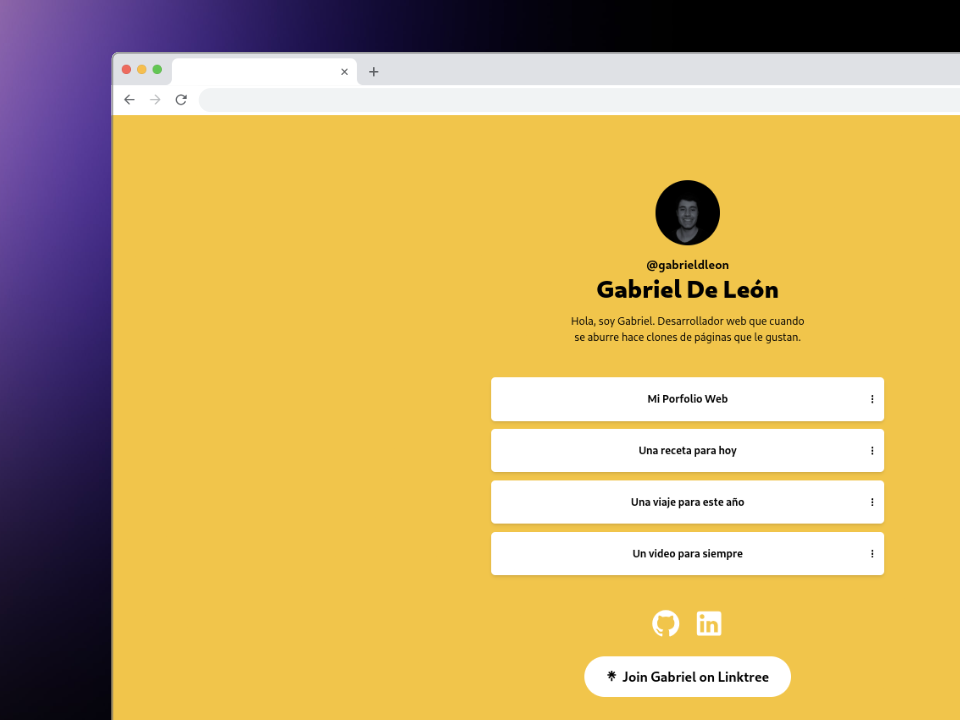 @gabrieldleon
Gabriel De León
Hola, soy Gabriel. Desarrollador web que cuando
se aburre hace clones de páginas que le gustan.
Mi Porfolio Web
Una receta para hoy
Una viaje para este año
Un video para siempre
Join Gabriel on Linktree